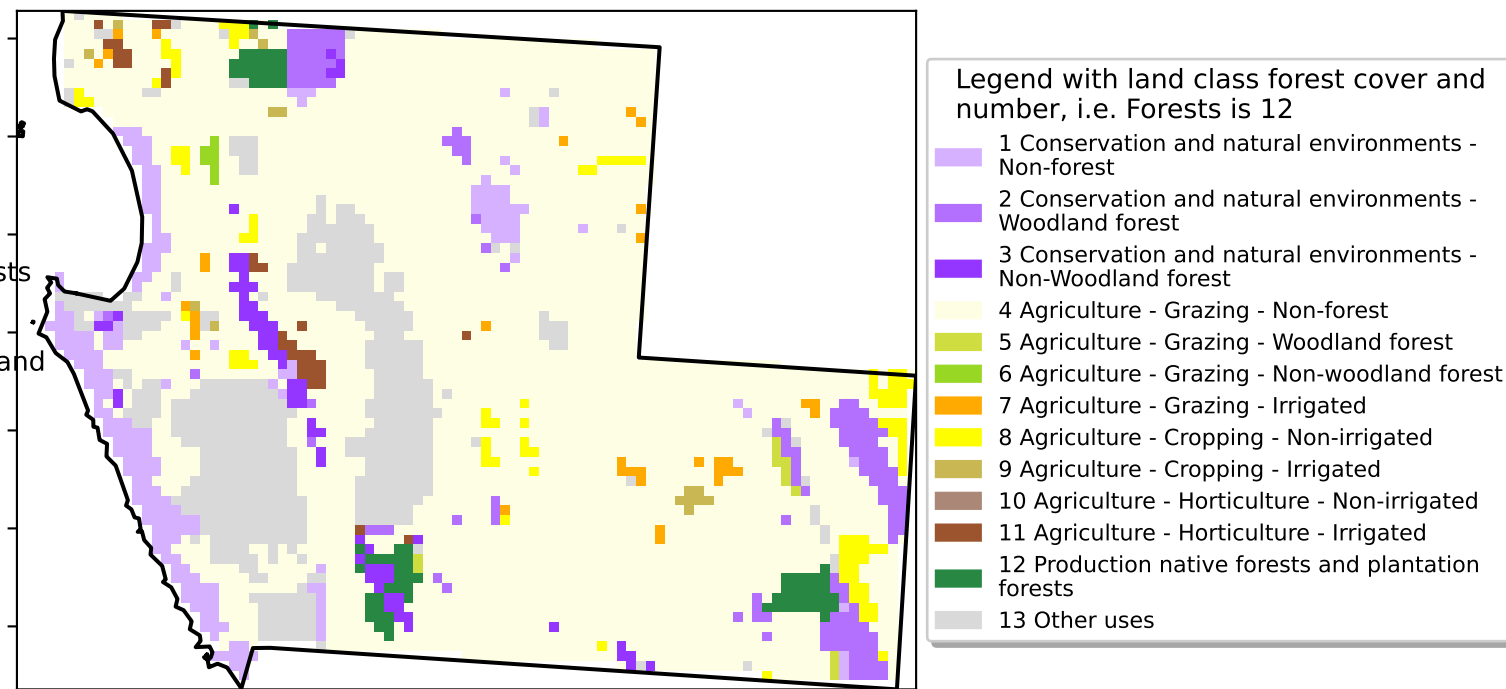 sts
and
Legend with land class forest cover and
number, i.e. Forests is 12
1 Conservation and natural environments -
Non-forest
2 Conservation and natural environments -
Woodland forest
3 Conservation and natural environments -
Non-Woodland forest
4 Agriculture - Grazing - Non-forest
5 Agriculture - Grazing - Woodland forest
6 Agriculture - Grazing - Non-woodland forest
7 Agriculture - Grazing - Irrigated
8 Agriculture - Cropping - Non-irrigated
9 Agriculture - Cropping - Irrigated
10 Agriculture - Horticulture - Non-irrigated
11 Agriculture - Horticulture - Irrigated
12 Production native forests and plantation
forests
13 Other uses